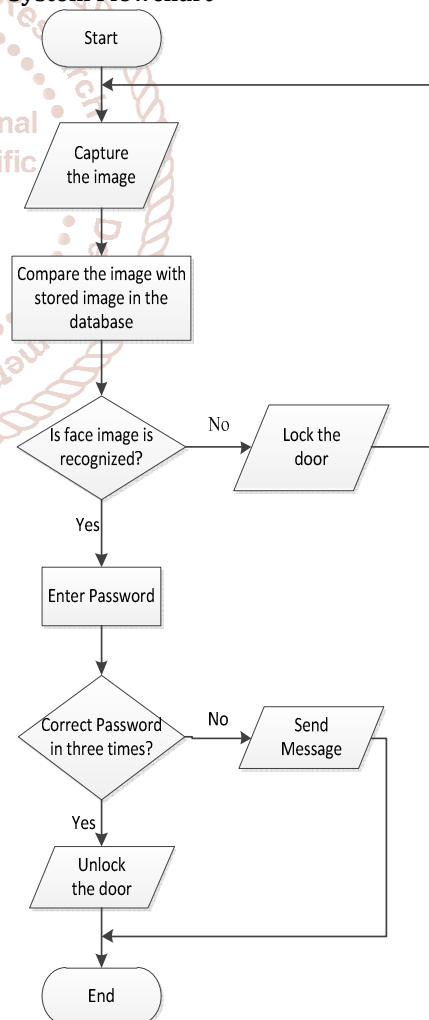 System Flowchart
Start
Capture
the image
Compare the image with
stored image in the
database
Is face image is
recognized?
No
Lock the
door
Yes
Enter Password
Correct Password
in three times?
No
Send
Message
Yes
Unlock
the door
End